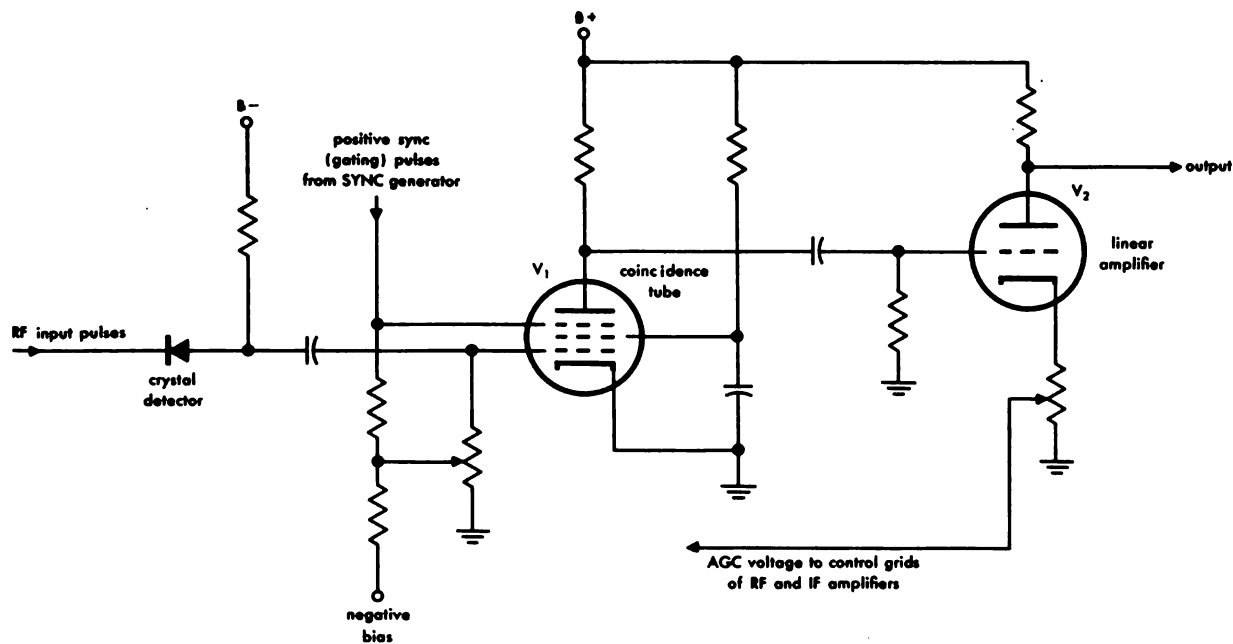 B+
B−
positive sync
(gating) pulses
from SYNC generator
output
V2
linear
amplifier
V1
coincidence
tube
RF input pulses
crystal
detector
AGC voltage to control grids
of RF and IF amplifiers
negative
bias